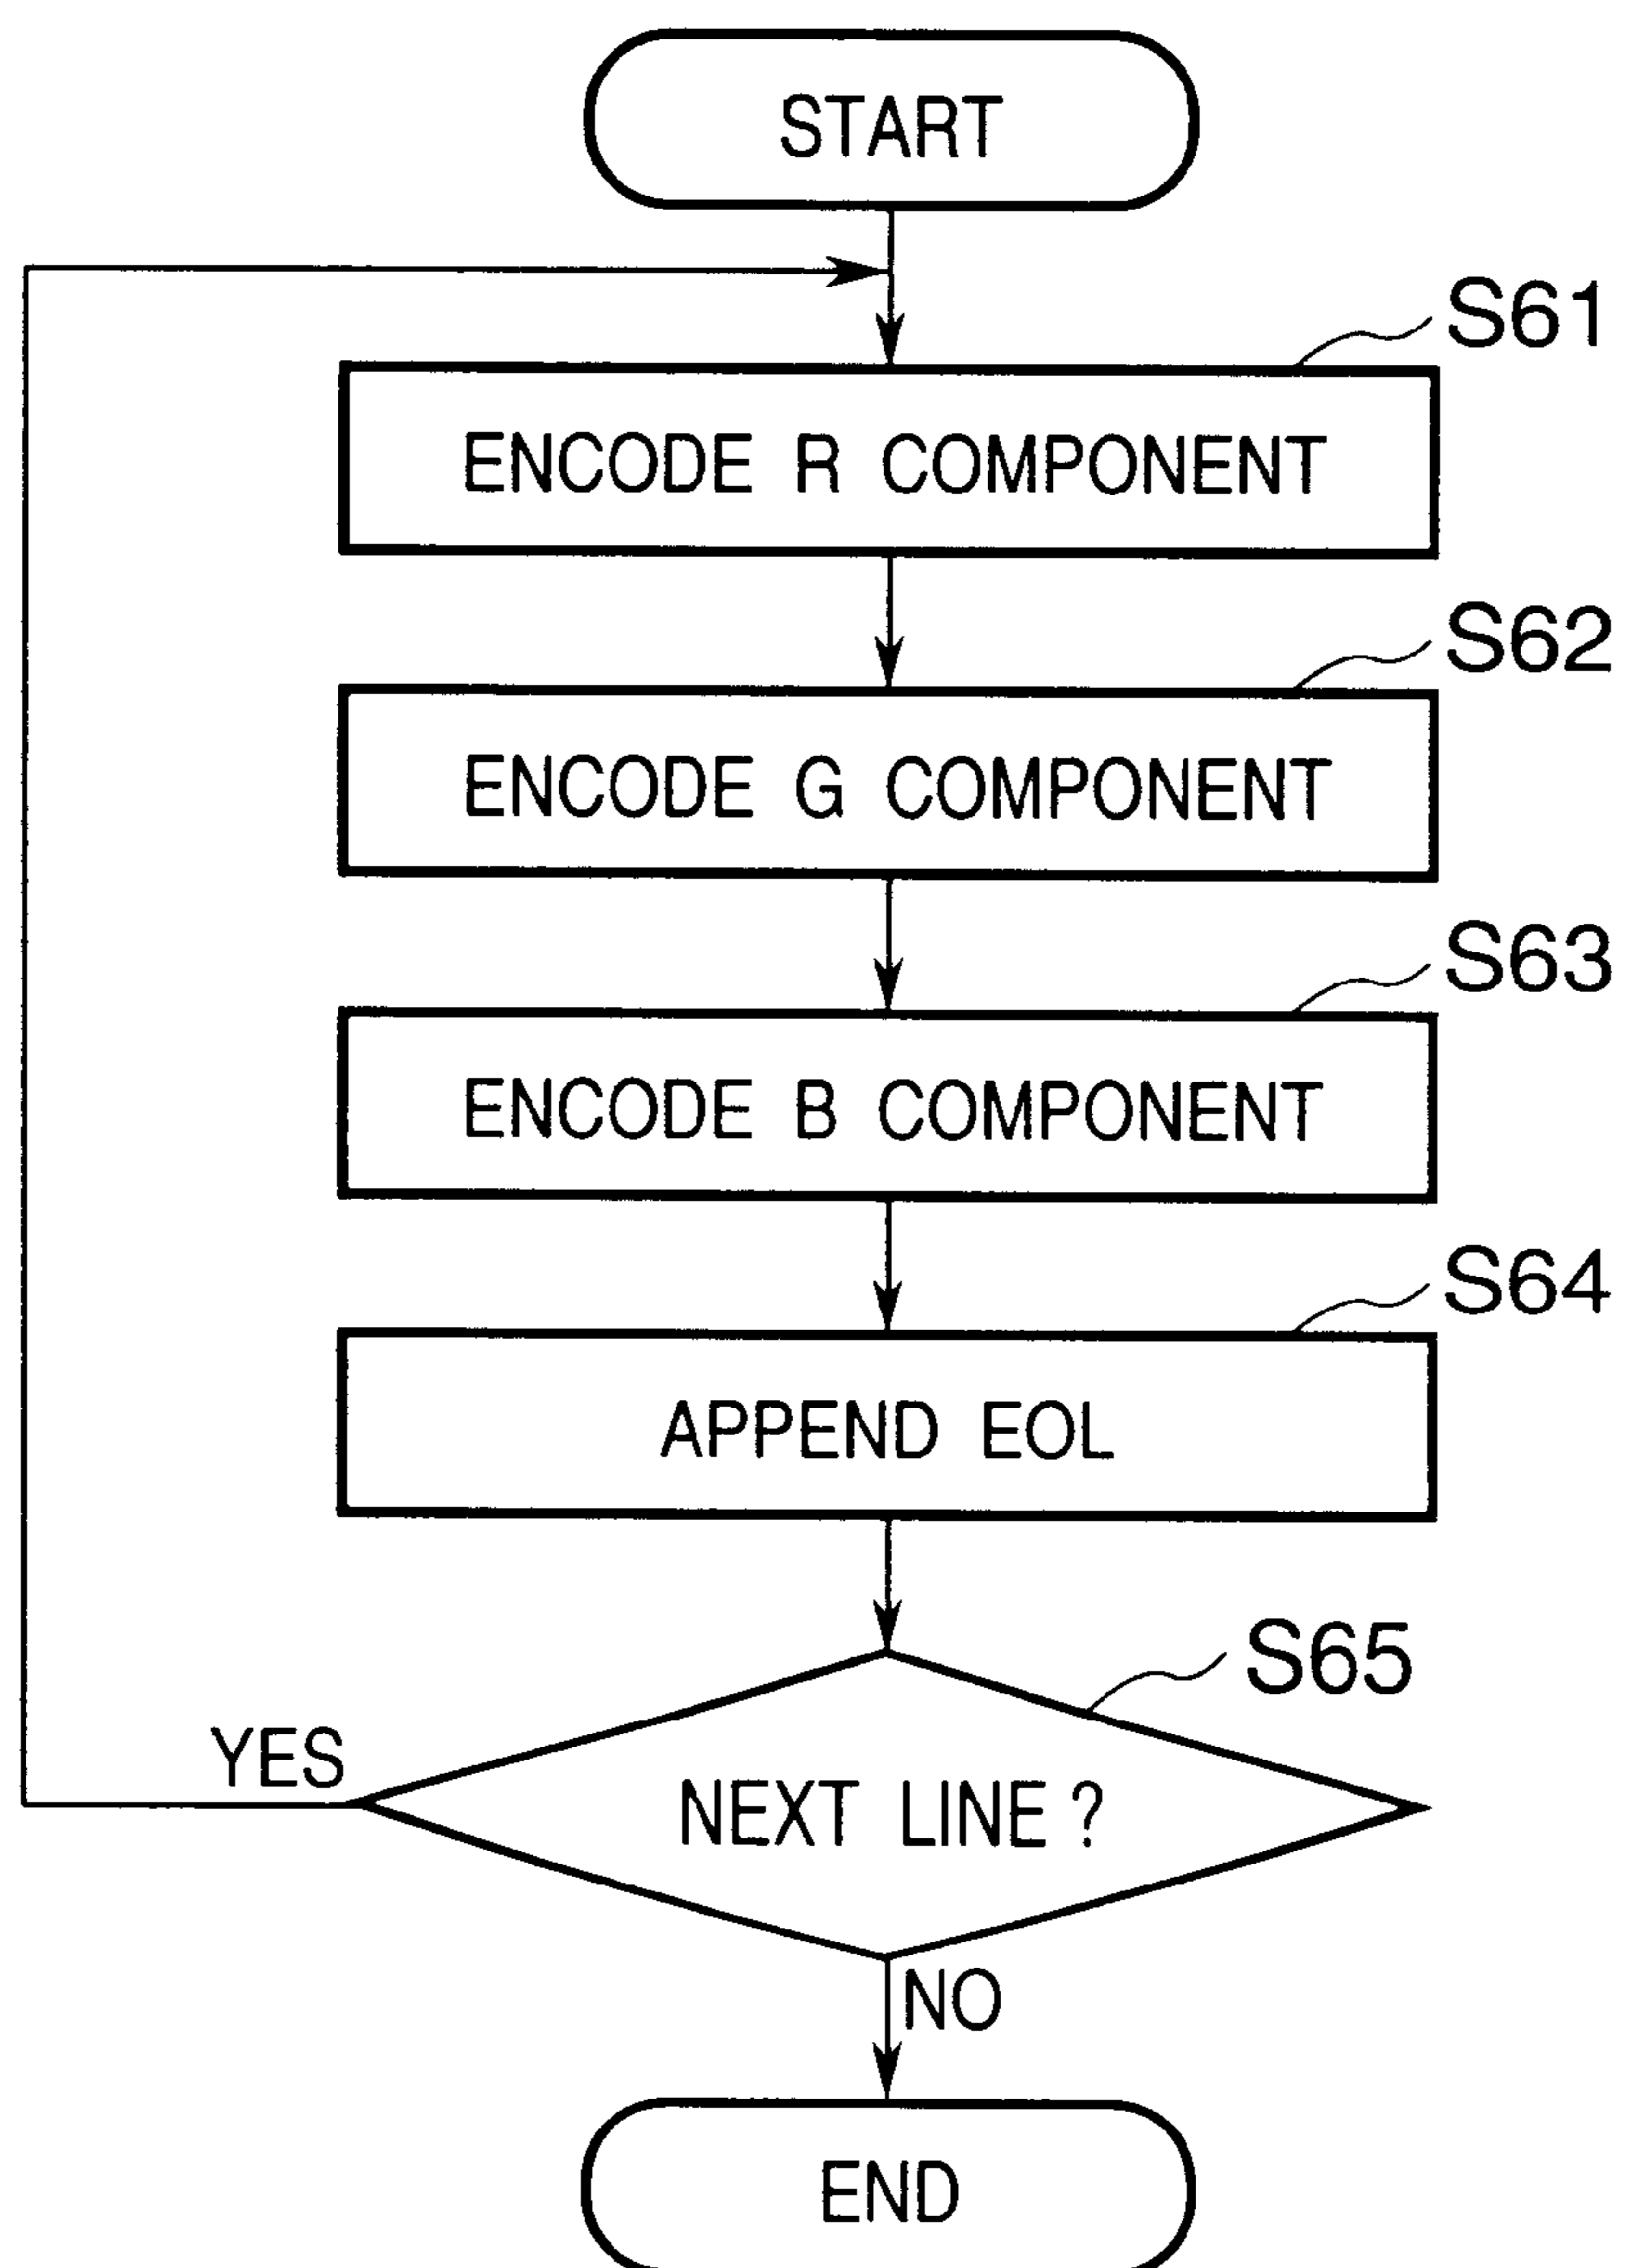 START
S61
ENCODE R COMPONENT
S62
ENCODE G COMPONENT
S63
ENCODE B COMPONENT
S64
APPEND EOL
S65
YES
NEXT LINE ?
NO
END